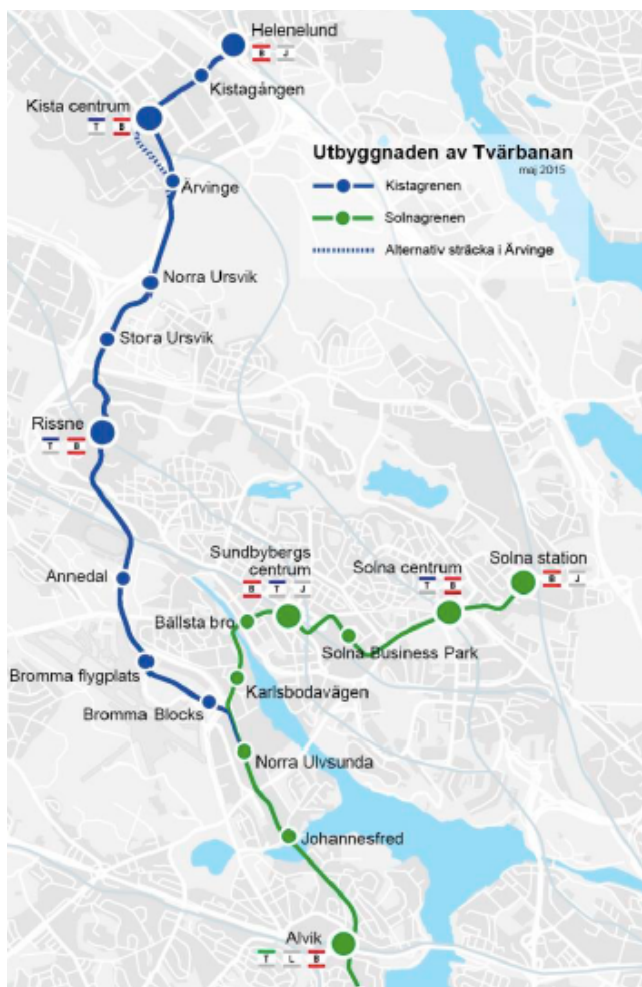 Helenelund
B J
Kistagången
Kista centrum
T B
Utbyggnaden av Tvärbanan
maj 2015
Kistagrenen
Solnagrenen
Alternativ sträcka i Ärvinge
Ärvinge
Norra Ursvik
Stora Ursvik
Rissne
T B
Sundbybergs
centrum
B T J
Solna centrum
T B
Solna station
B J
Annedal
Bällsta bro
Solna Business Park
Bromma flygplats
Karlsbodavägen
Bromma Blocks
Norra Ulvsunda
Johannesfred
Alvik
T L B